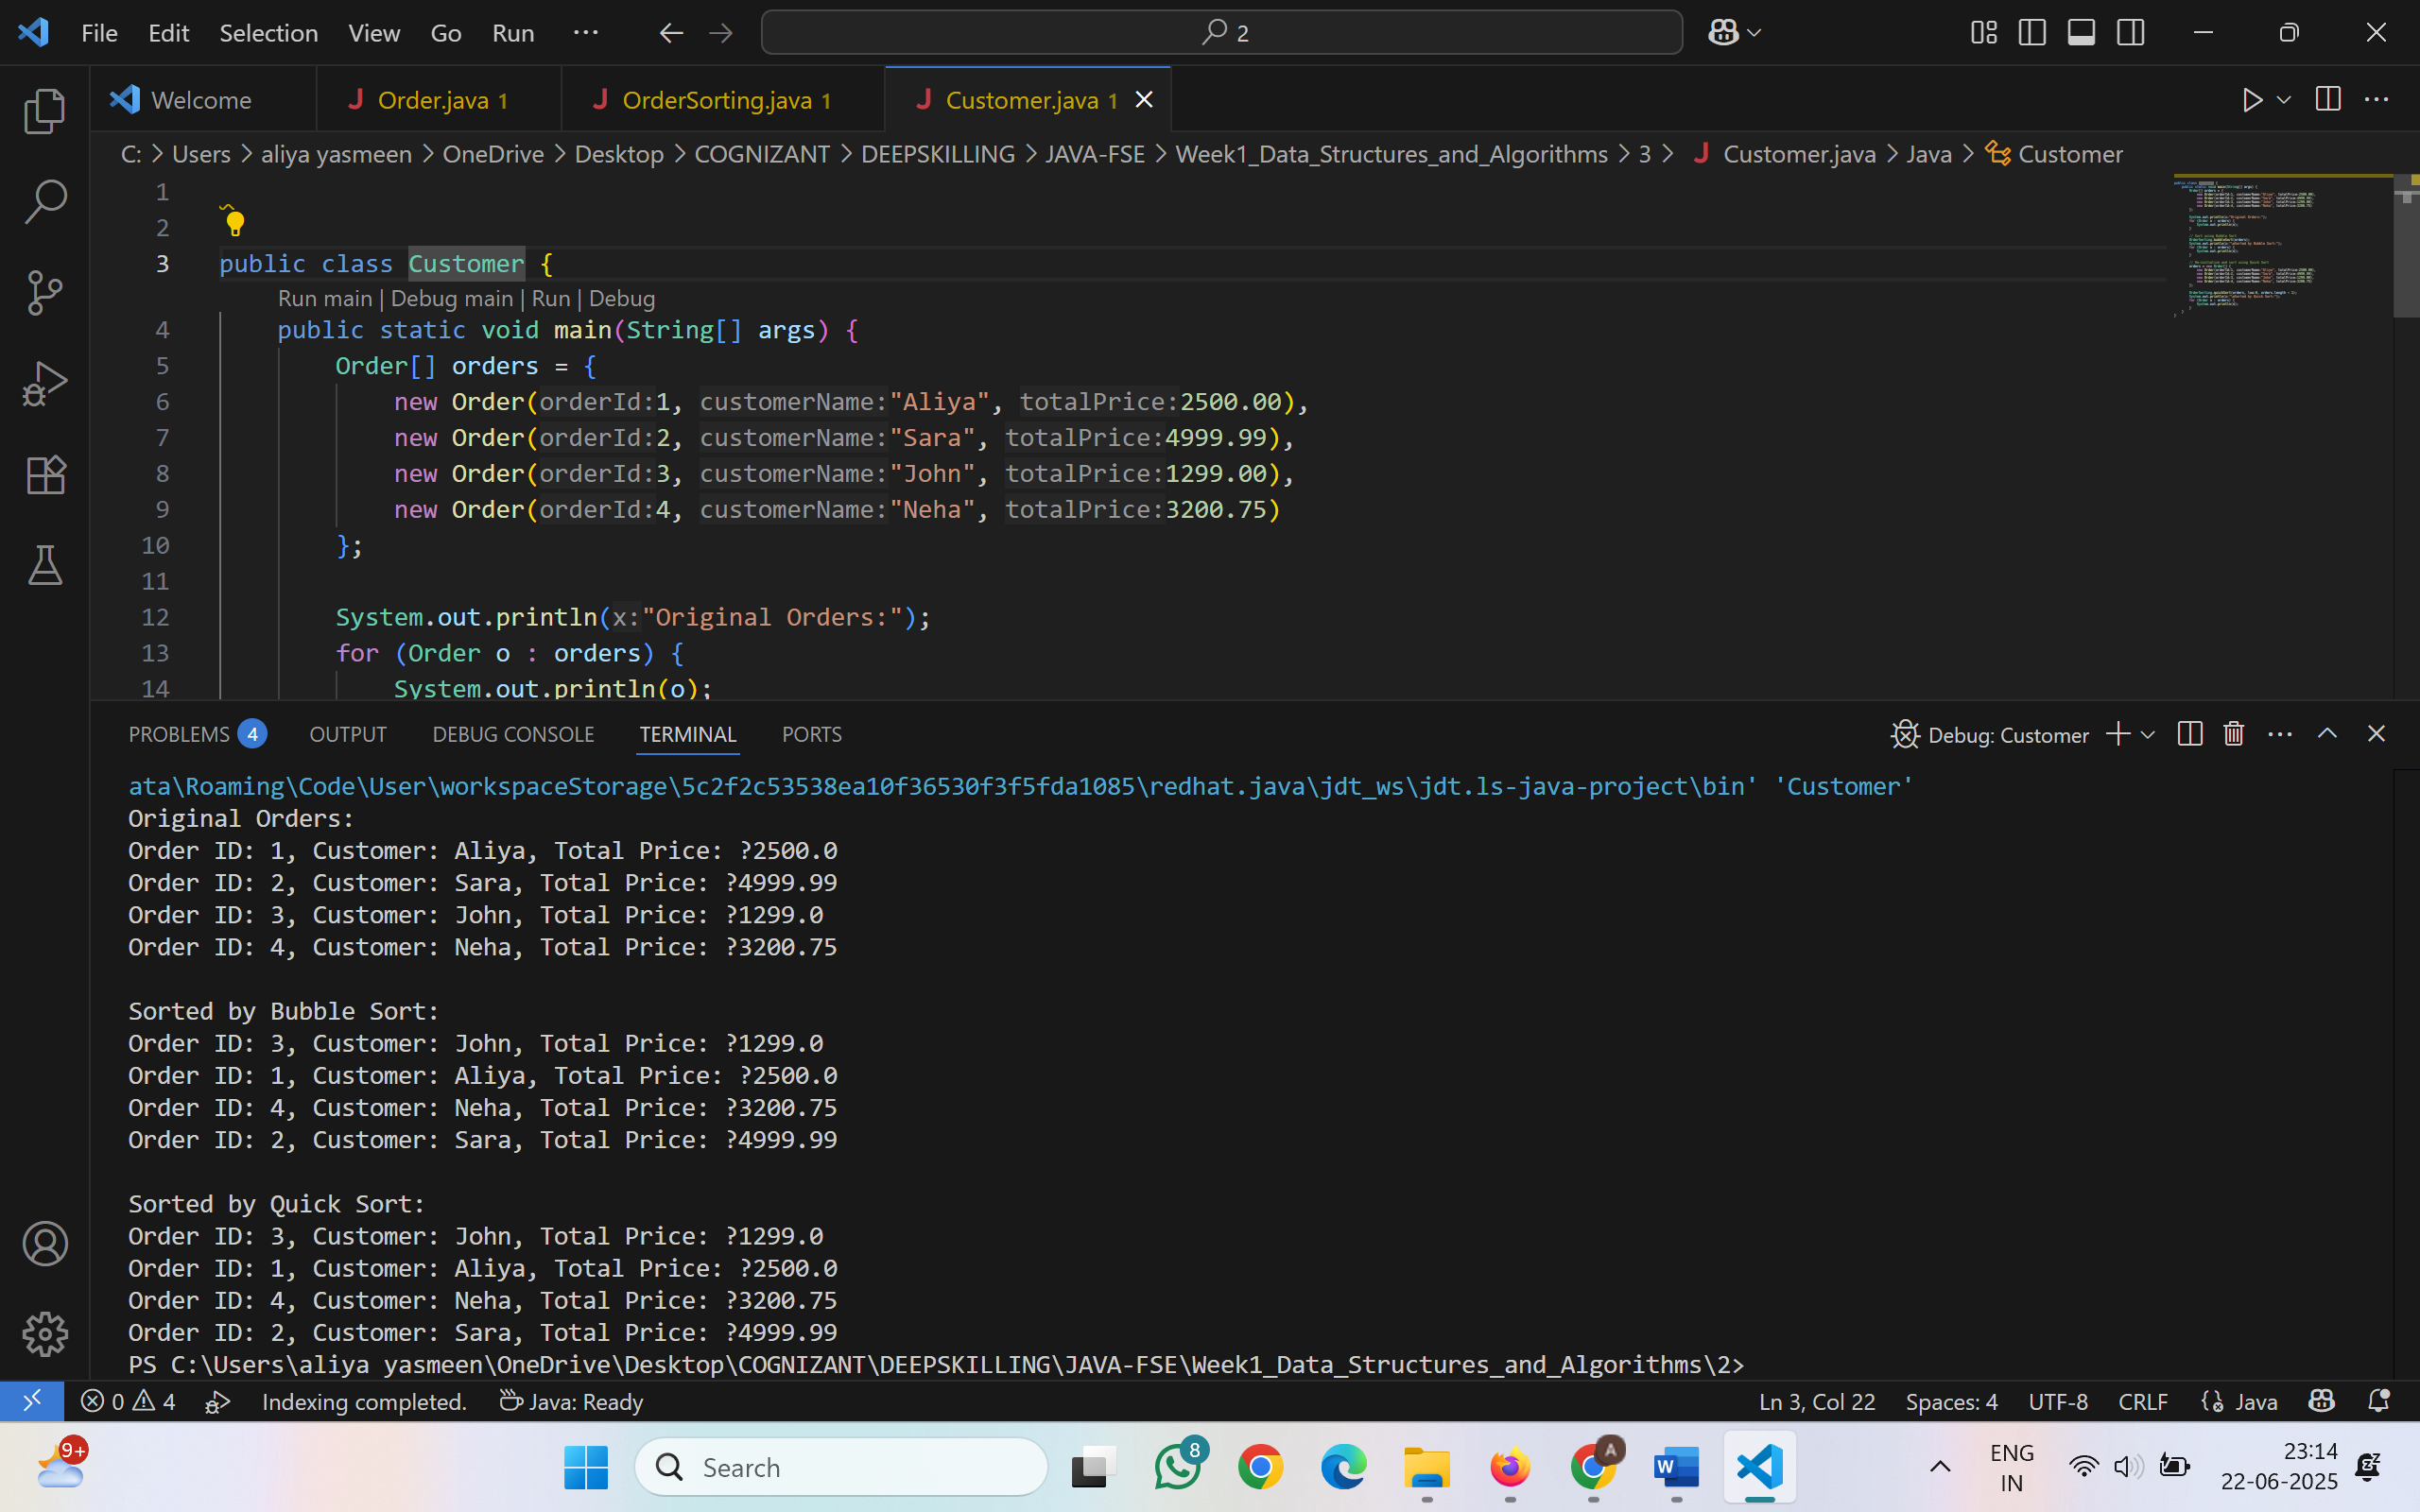 File Edit Selection View Go Run ··· 2
Welcome Order.java 1 OrderSorting.java 1 Customer.java 1
C: > Users > aliya yasmeen > OneDrive > Desktop > COGNIZANT > DEEPSKILLING > JAVA-FSE > Week1_Data_Structures_and_Algorithms > 3 > J Customer.java > Java > Customer
1
2
3 public class Customer {
Run main | Debug main | Run | Debug
4 public static void main(String[] args) {
5 Order[] orders = {
6 new Order(orderId:1, customerName:"Aliya", totalPrice:2500.00),
7 new Order(orderId:2, customerName:"Sara", totalPrice:4999.99),
8 new Order(orderId:3, customerName:"John", totalPrice:1299.00),
9 new Order(orderId:4, customerName:"Neha", totalPrice:3200.75)
10 };
11
12 System.out.println(x:"Original Orders:");
13 for (Order o : orders) {
14 System.out.println(o);
PROBLEMS 4 OUTPUT DEBUG CONSOLE TERMINAL PORTS Debug: Customer
ata\Roaming\Code\User\workspaceStorage\5c2f2c53538ea10f36530f3f5fda1085\redhat.java\jdt_ws\jdt.ls-java-project\bin' 'Customer'
Original Orders:
Order ID: 1, Customer: Aliya, Total Price: ?2500.0
Order ID: 2, Customer: Sara, Total Price: ?4999.99
Order ID: 3, Customer: John, Total Price: ?1299.0
Order ID: 4, Customer: Neha, Total Price: ?3200.75
Sorted by Bubble Sort:
Order ID: 3, Customer: John, Total Price: ?1299.0
Order ID: 1, Customer: Aliya, Total Price: ?2500.0
Order ID: 4, Customer: Neha, Total Price: ?3200.75
Order ID: 2, Customer: Sara, Total Price: ?4999.99
Sorted by Quick Sort:
Order ID: 3, Customer: John, Total Price: ?1299.0
Order ID: 1, Customer: Aliya, Total Price: ?2500.0
Order ID: 4, Customer: Neha, Total Price: ?3200.75
Order ID: 2, Customer: Sara, Total Price: ?4999.99
PS C:\Users\aliya yasmeen\OneDrive\Desktop\COGNIZANT\DEEPSKILLING\JAVA-FSE\Week1_Data_Structures_and_Algorithms\2>
0 4 Indexing completed. Java: Ready Ln 3, Col 22 Spaces: 4 UTF-8 CRLF {} Java
9+ Search 8 A W ENG 23:14
IN 22-06-2025